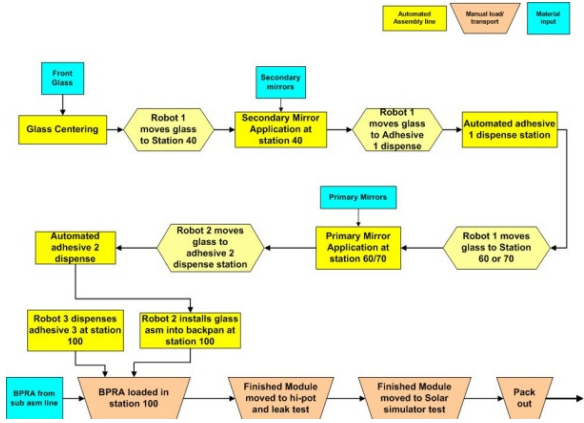 Automated
Assembly line
Manual load/
transport
Material
input
Front
Glass
Secondary
mirrors
Glass Centering
Robot 1
moves glass
to Station 40
Secondary Mirror
Application at
station 40
Robot 1
moves glass
to Adhesive
1 dispense
Automated adhesive
1 dispense station
Primary Mirrors
Automated
adhesive 2
dispense
Robot 2 moves
glass to
adhesive 2
dispense station
Primary Mirror
Application at
station 60/70
Robot 1 moves
glass to Station
60 or 70
Robot 3 dispenses
adhesive 3 at station
100
Robot 2 installs glass
asm into backpan at
station 100
BPRA from
sub asm line
BPRA loaded in
station 100
Finished Module
moved to hi-pot
and leak test
Finished Module
moved to Solar
simulator test
Pack
out